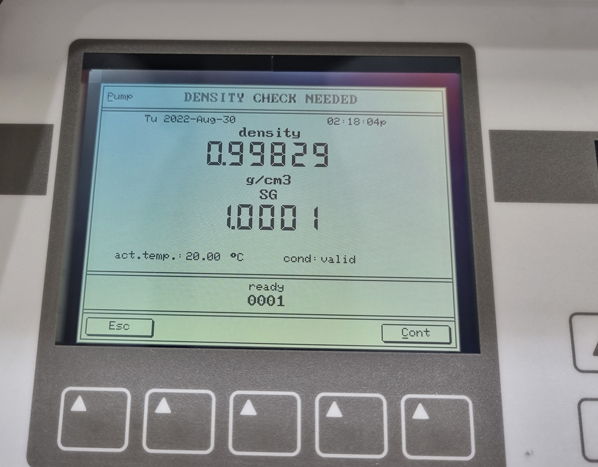 Pump DENSITY CHECK NEEDED
Tu 2022-Aug-30 02:18:04p
density
0.99829
g/cm3
SG
1.0001
act.temp.: 20.00 °C cond: valid
ready
0001
Esc Cont